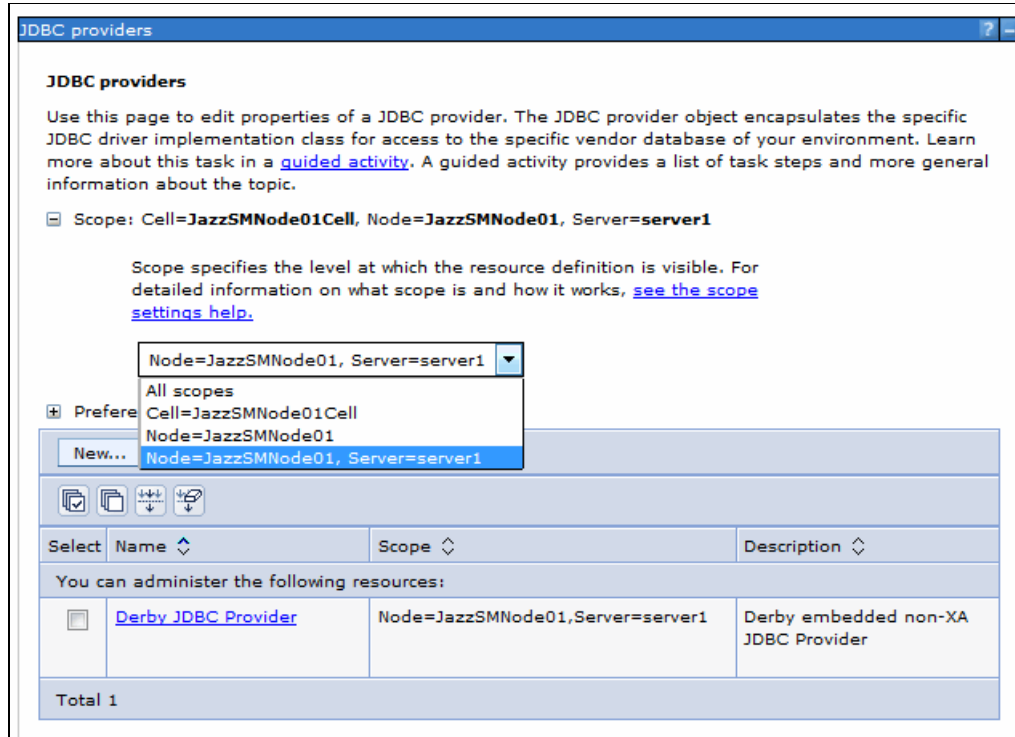 JDBC providers
?
JDBC providers
Use this page to edit properties of a JDBC provider. The JDBC provider object encapsulates the specific
JDBC driver implementation class for access to the specific vendor database of your environment. Learn
more about this task in a guided activity. A guided activity provides a list of task steps and more general
information about the topic.
Scope: Cell=JazzSMNode01Cell, Node=JazzSMNode01, Server=server1
Scope specifies the level at which the resource definition is visible. For
detailed information on what scope is and how it works, see the scope
settings help.
Node=JazzSMNode01, Server=server1
All scopes
Prefere
Cell=JazzSMNode01Cell
Node=JazzSMNode01
New...
Node=JazzSMNode01, Server=server1
Select Name Scope Description
You can administer the following resources:
Derby JDBC Provider Node=JazzSMNode01,Server=server1 Derby embedded non-XA
JDBC Provider
Total 1